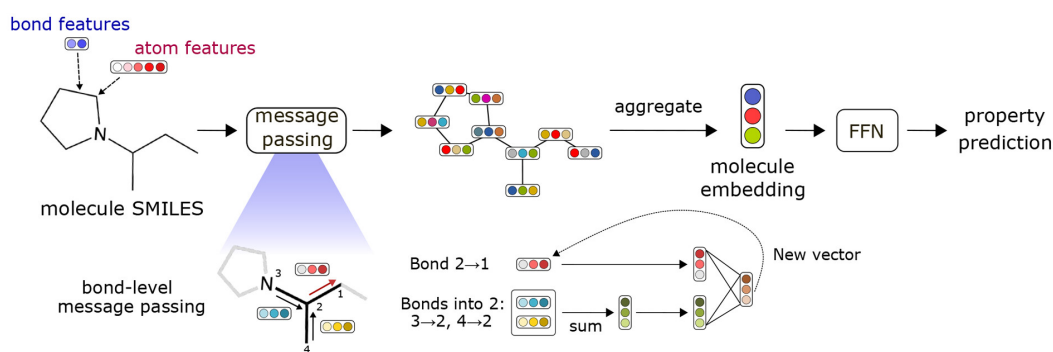 bond features
atom features
N
molecule SMILES
message
passing
aggregate
molecule
embedding
FFN
property
prediction
bond-level
message passing
N
3
2
1
4
Bond 2→1
Bonds into 2:
3→2, 4→2
sum
New vector